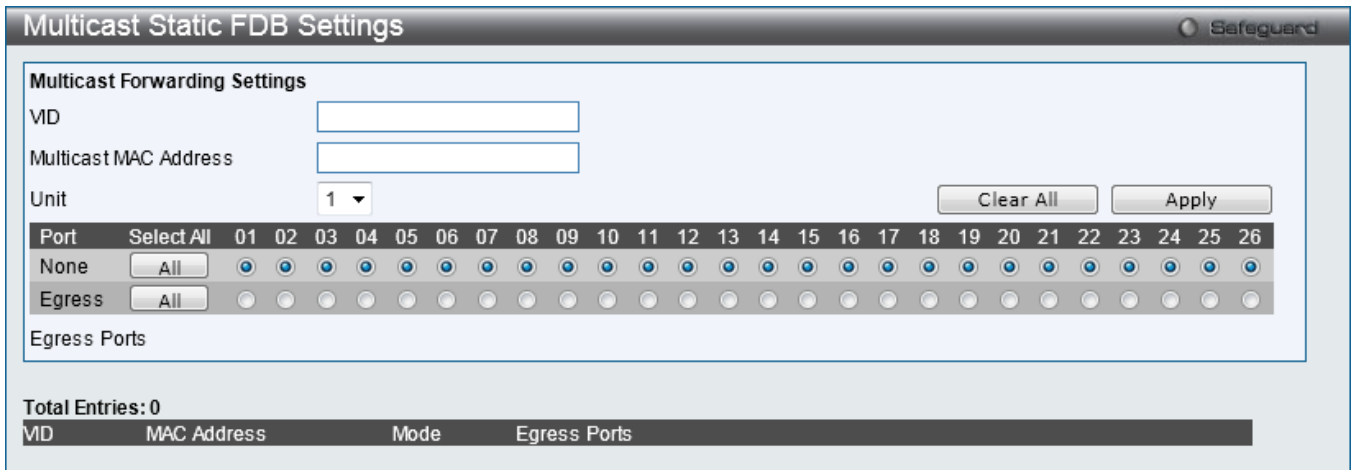 Multicast Static FDB Settings Safeguard
Multicast Forwarding Settings
VID
Multicast MAC Address
Unit 1 Clear All Apply
Port Select All 01 02 03 04 05 06 07 08 09 10 11 12 13 14 15 16 17 18 19 20 21 22 23 24 25 26
None All
Egress All
Egress Ports
Total Entries: 0
VID MAC Address Mode Egress Ports